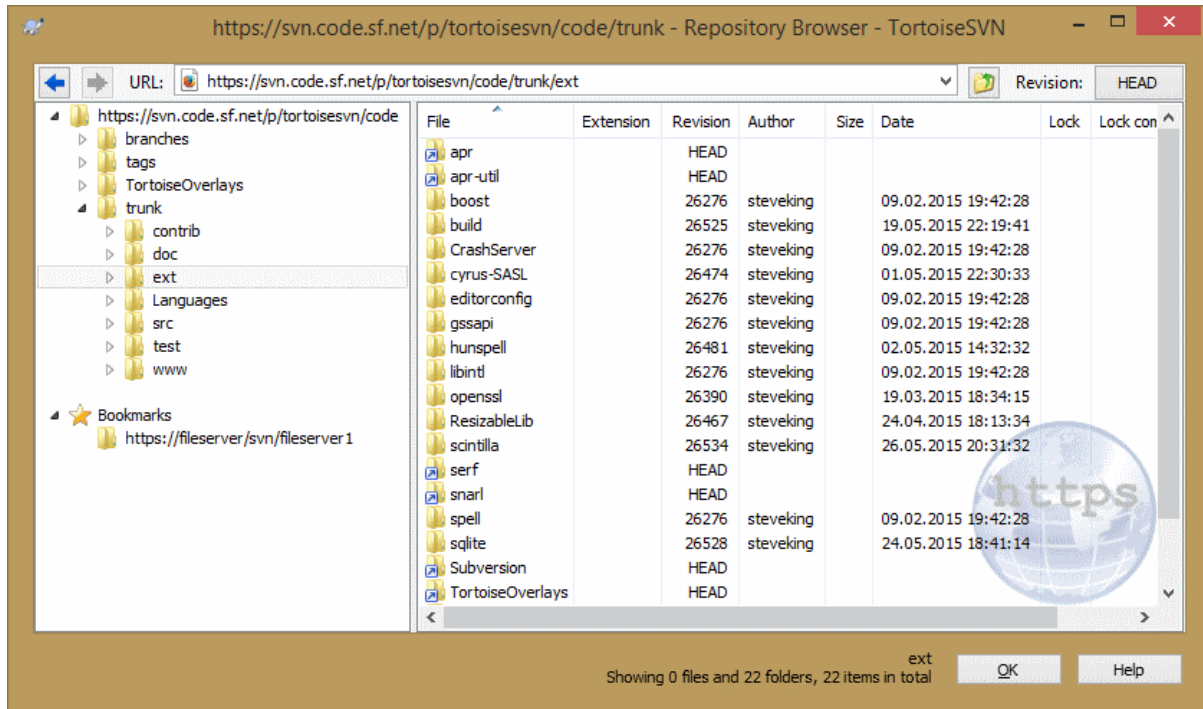 https://svn.code.sf.net/p/tortoisesvn/code/trunk - Repository Browser - TortoiseSVN
URL: https://svn.code.sf.net/p/tortoisesvn/code/trunk/ext Revision: HEAD
https://svn.code.sf.net/p/tortoisesvn/code
branches
tags
TortoiseOverlays
trunk
contrib
doc
ext
Languages
src
test
www
Bookmarks
https://fileserver/svn/fileserver1
File Extension Revision Author Size Date Lock Lock com
apr HEAD
apr-util HEAD
boost 26276 steveking 09.02.2015 19:42:28
build 26525 steveking 19.05.2015 22:19:41
CrashServer 26276 steveking 09.02.2015 19:42:28
cyrus-SASL 26474 steveking 01.05.2015 22:30:33
editorconfig 26276 steveking 09.02.2015 19:42:28
gssapi 26276 steveking 09.02.2015 19:42:28
hunspell 26481 steveking 02.05.2015 14:32:32
libintl 26276 steveking 09.02.2015 19:42:28
openssl 26390 steveking 19.03.2015 18:34:15
ResizableLib 26467 steveking 24.04.2015 18:13:34
scintilla 26534 steveking 26.05.2015 20:31:32
serf HEAD
snarl HEAD
spell 26276 steveking 09.02.2015 19:42:28
sqlite 26528 steveking 24.05.2015 18:41:14
Subversion HEAD
TortoiseOverlays HEAD
https
ext
Showing 0 files and 22 folders, 22 items in total
OK Help